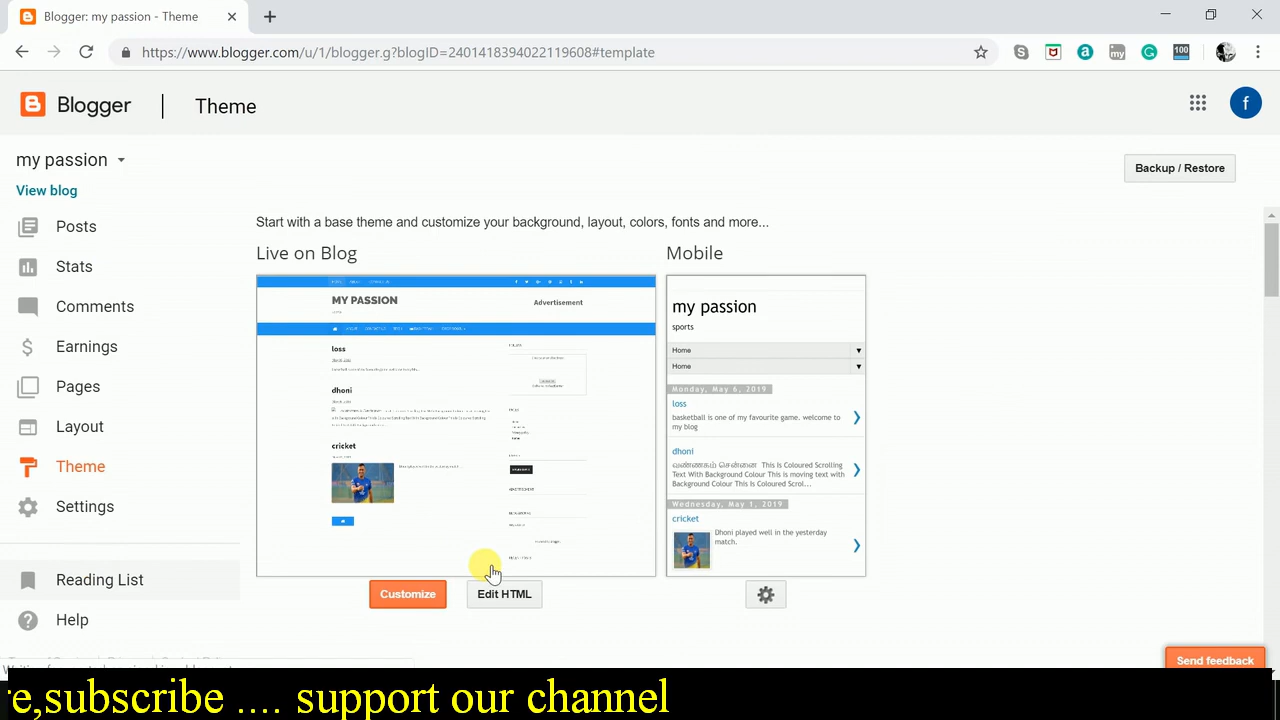 Blogger: my passion - Theme
https://www.blogger.com/u/1/blogger.g?blogID=2401418394022119608#template
100
my
Blogger
Theme
f
my passion
View blog
Backup / Restore
Posts
Stats
Comments
Earnings
Pages
Layout
Theme
Settings
Reading List
Help
Start with a base theme and customize your background, layout, colors, fonts and more...
Live on Blog
Mobile
MY PASSION
Advertisement
loss
dhoni
cricket
my passion
sports
Home
Home
Monday, May 6, 2019
loss
basketball is one of my favourite game. welcome to
my blog
dhoni
வணக்கம் சென்னை This Is Coloured Scrolling
Text With Background Colour This is moving text with
Background Colour This Is Coloured Scrol...
Wednesday, May 1, 2019
cricket
Dhoni played well in the yesterday
match.
Customize
Edit HTML
Send feedback
re,subscribe .... support our channel